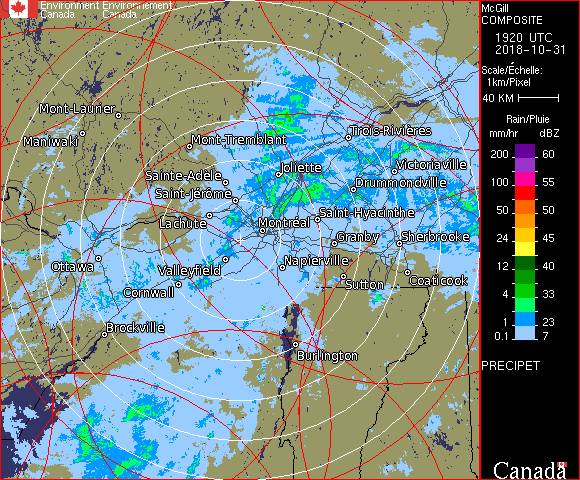 Environment Environnement
Canada Canada
Mont-Laurier
Maniwaki
Mont-Tremblant
Trois-Rivières
Sainte-Adèle
Joliette
Victoriaville
Saint-Jérôme
Drummondville
Lachute
Montréal
Saint-Hyacinthe
Granby
Sherbrooke
Ottawa
Valleyfield
Napierville
Cornwall
Sutton
Coaticook
Brockville
Burlington
McGill
COMPOSITE
1920 UTC
2018-10-31
Scale/Échelle:
1km/Pixel
40 KM
Rain/Pluie
mm/hr dBZ
200 60
100 55
50 50
24 45
12 40
4 33
1 23
0.1 7
PRECIPET
Canada